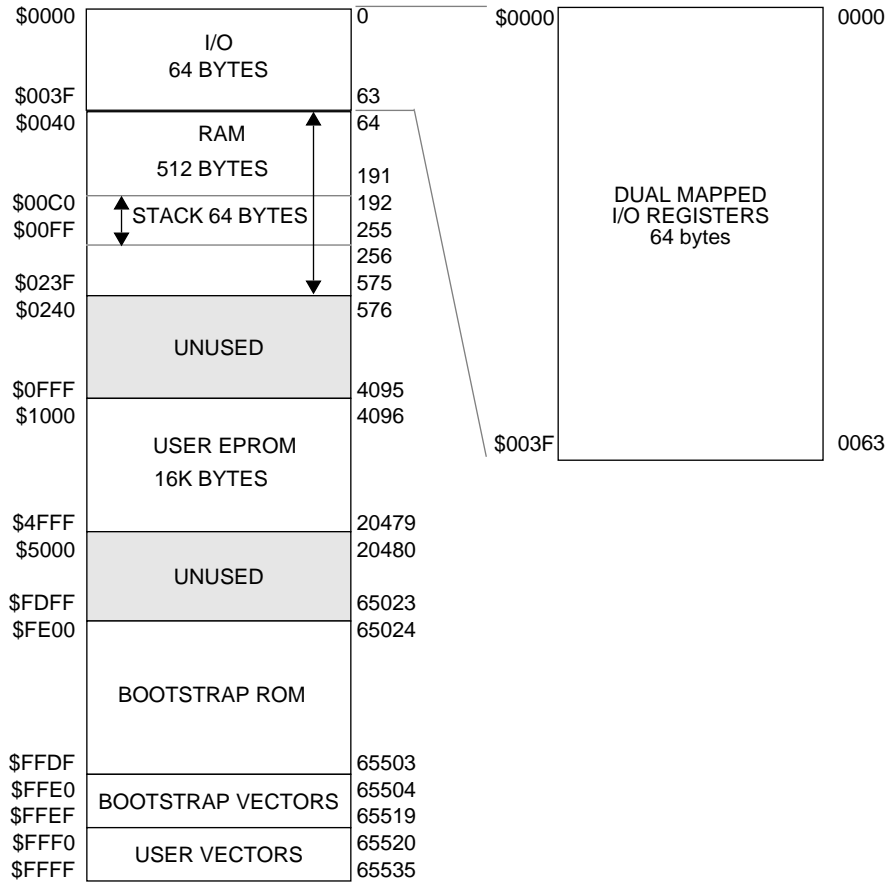 $0000 0
I/O
64 BYTES
$003F 63
$0040 64
RAM
512 BYTES
191
$00C0 192
STACK 64 BYTES
$00FF 255
256
$023F 575
$0240 576
UNUSED
$0FFF 4095
$1000 4096
USER EPROM
16K BYTES
$4FFF 20479
$5000 20480
UNUSED
$FDFF 65023
$FE00 65024
BOOTSTRAP ROM
$FFDF 65503
$FFE0 65504
BOOTSTRAP VECTORS
$FFEF 65519
$FFF0 65520
USER VECTORS
$FFFF 65535
$0000 0000
DUAL MAPPED
I/O REGISTERS
64 bytes
$003F 0063